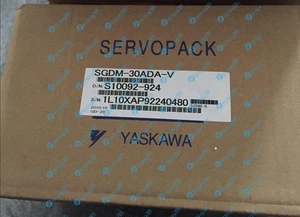 SERVOPACK
SGDM-30ADA-V
O/N S10092-924
S/N 1L10XAP92240480
YASKAWA